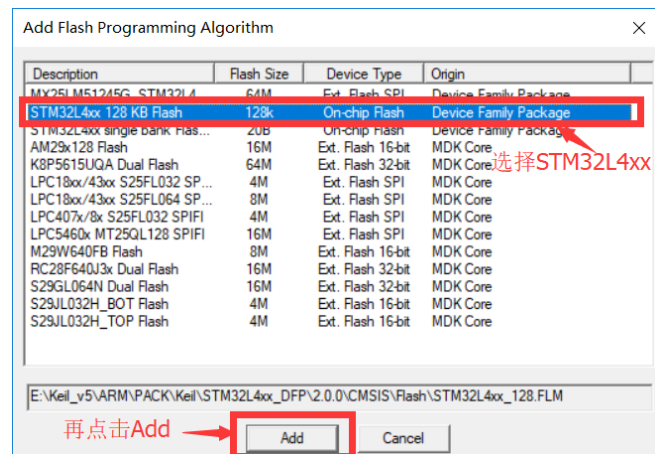 Add Flash Programming Algorithm
Description Flash Size Device Type Origin
MX25LM51245G_STM32L4... 64M Ext. Flash SPI Device Family Package
STM32L4xx 128 KB Flash 128k On-chip Flash Device Family Package
STM32L4xx single bank Flas... 20B On-chip Flash Device Family Package
AM29x128 Flash 16M Ext. Flash 16-bit MDK Core
选择STM32L4xx
K8P5615UQA Dual Flash 64M Ext. Flash 32-bit MDK Core
LPC18xx/43xx S25FL032 SP... 4M Ext. Flash SPI MDK Core
LPC18xx/43xx S25FL064 SP... 8M Ext. Flash SPI MDK Core
LPC407x/8x S25FL032 SPIFI 4M Ext. Flash SPI MDK Core
LPC5460x MT25QL128 SPIFI 16M Ext. Flash SPI MDK Core
M29W640FB Flash 8M Ext. Flash 16-bit MDK Core
RC28F640J3x Dual Flash 16M Ext. Flash 32-bit MDK Core
S29GL064N Dual Flash 16M Ext. Flash 32-bit MDK Core
S29JL032H_BOT Flash 4M Ext. Flash 16-bit MDK Core
S29JL032H_TOP Flash 4M Ext. Flash 16-bit MDK Core
E:\Keil_v5\ARM\PACK\Keil\STM32L4xx_DFP\2.0.0\CMSIS\Flash\STM32L4xx_128.FLM
再点击Add
Add Cancel